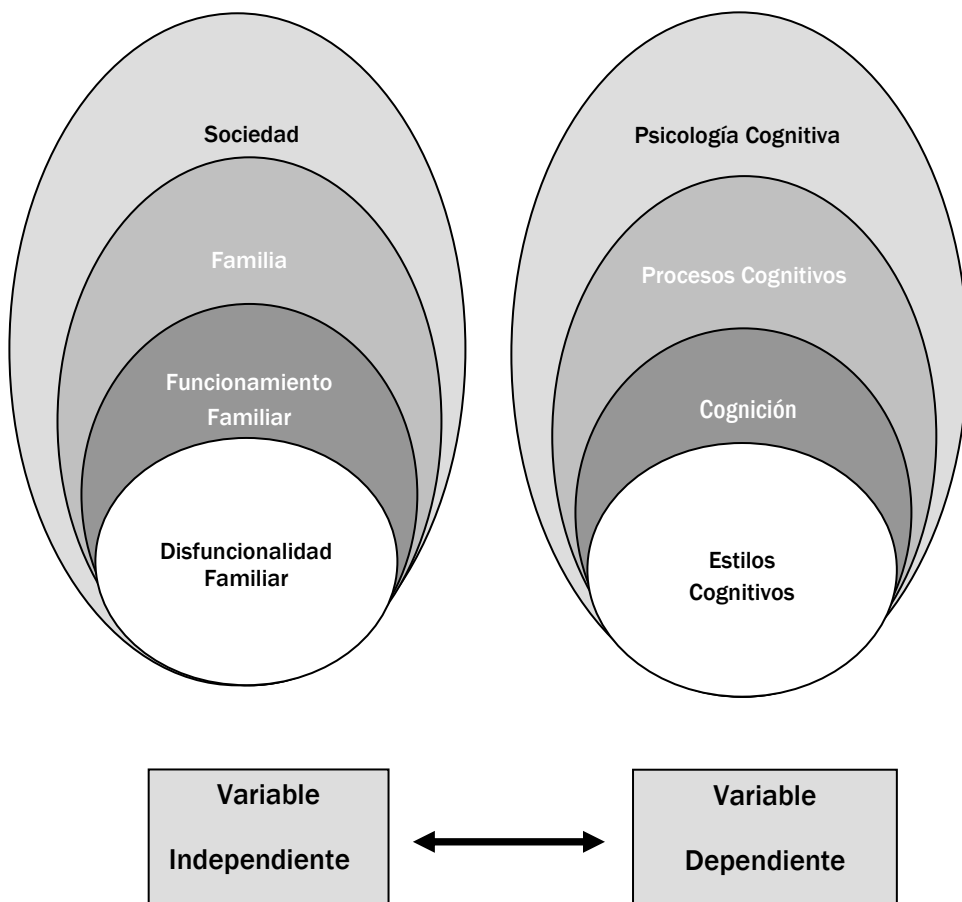 Sociedad
Familia
Funcionamiento
Familiar
Disfuncionalidad
Familiar
Psicología Cognitiva
Procesos Cognitivos
Cognición
Estilos
Cognitivos
Variable
Independiente
Variable
Dependiente